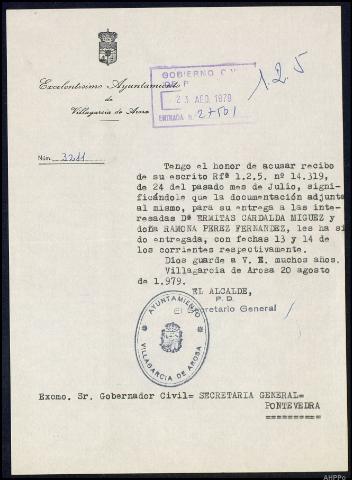 Excelentísimo Ayuntamiento
de
Villagarcía de Arosa
GOBIERNO CIVIL
23 AGO. 1979
ENTRADA N.º 27501
1.2.5
Núm. 3211
Tengo el honor de acusar recibo
de su escrito Rfª 1.2.5. nº 14.319,
de 24 del pasado mes de Julio, signi-
ficándole que la documentación adjunta
al mismo, para su entrega a las inte-
resadas Dª ERMITAS CARDALDA MIGUEZ y
doña RAMONA PEREZ FERNANDEZ, les ha si
do entregada, con fechas 13 y 14 de
los corrientes respectivamente.
Dios guarde a V. E. muchos años.
Villagarcia de Arosa 20 agosto
de 1.979.
EL ALCALDE,
P.D.
El Secretario General
AYUNTAMIENTO
VILLAGARCIA DE AROSA
Exomo. Sr. Gobernador Civil= SECRETARIA GENERAL=
PONTEVEDRA
==========
AHPPo